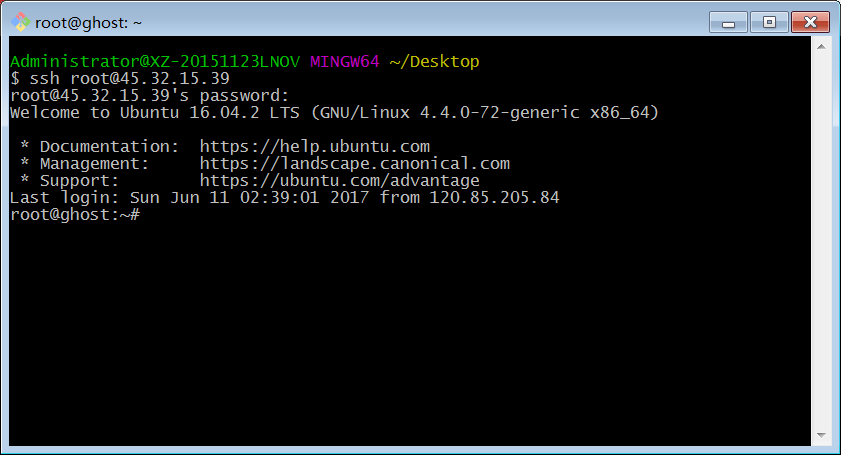 root@ghost: ~
Administrator@XZ-20151123LNOV MINGW64 ~/Desktop
$ ssh root@45.32.15.39
root@45.32.15.39's password:
Welcome to Ubuntu 16.04.2 LTS (GNU/Linux 4.4.0-72-generic x86_64)
* Documentation:  https://help.ubuntu.com
* Management:     https://landscape.canonical.com
* Support:        https://ubuntu.com/advantage
Last login: Sun Jun 11 02:39:01 2017 from 120.85.205.84
root@ghost:~#